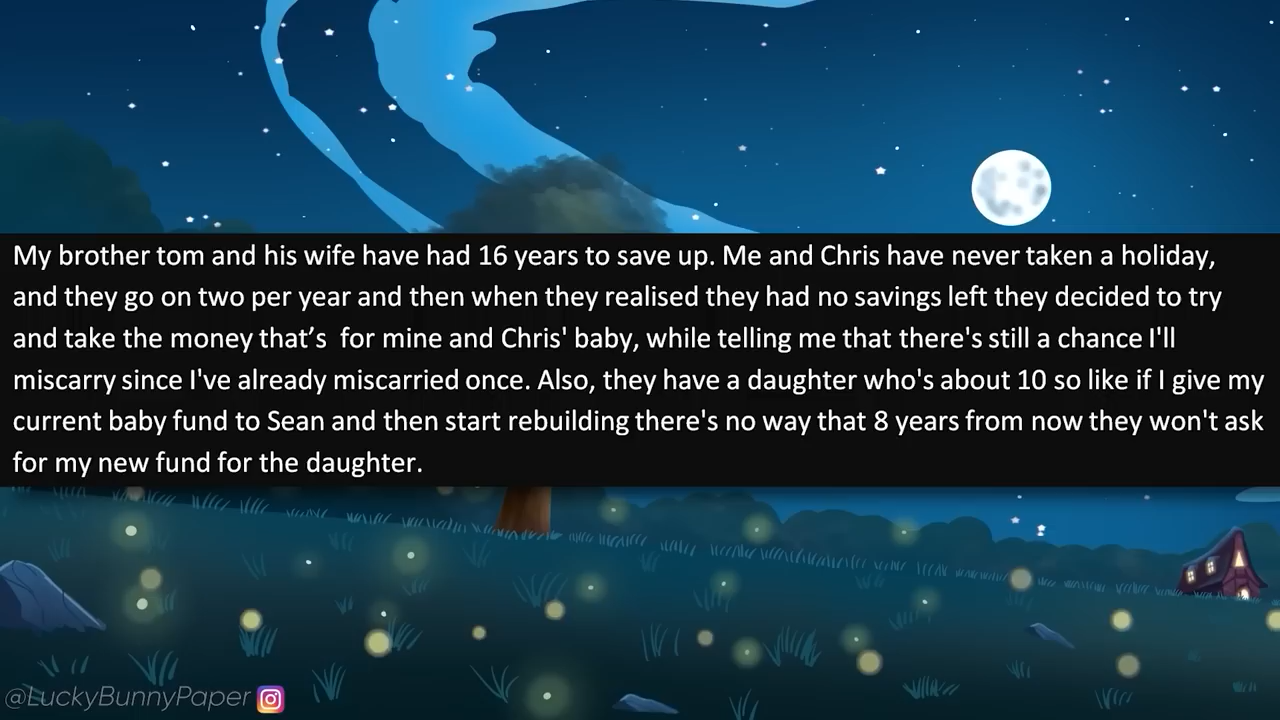 My brother tom and his wife have had 16 years to save up. Me and Chris have never taken a holiday,
and they go on two per year and then when they realised they had no savings left they decided to try
and take the money that’s  for mine and Chris' baby, while telling me that there's still a chance I'll
miscarry since I've already miscarried once. Also, they have a daughter who's about 10 so like if I give my
current baby fund to Sean and then start rebuilding there's no way that 8 years from now they won't ask
for my new fund for the daughter.
@LuckyBunnyPaper